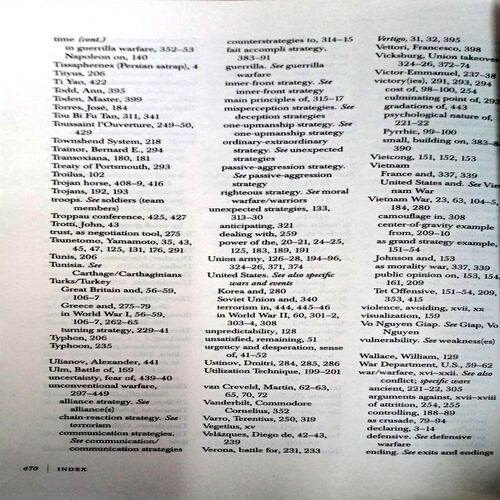 time (cont.)
in guerrilla warfare, 352–53
Napoleon on, 140
Tissaphernes (Persian satrap), 4
Tityus, 206
Ti Yao, 422
Todd, Ann, 395
Toden, Master, 399
Torres, José, 184
Tou Bi Fu Tan, 311, 341
Toussaint l'Ouverture, 249–50,
429
Townshend System, 218
Trainor, Bernard E., 294
Transoxiana, 180, 181
Treaty of Portsmouth, 293
Troilus, 102
Trojan horse, 408–9, 416
Trojans, 192, 193
troops. See soldiers (team
members)
Troppau conference, 425, 427
Trotti, John, 43
trust, as negotiation tool, 275
Tsunetomo, Yamamoto, 35, 43,
45, 47, 125, 131, 176, 291
Tunis, 206
Tunisia. See
Carthage/Carthaginians
Turks/Turkey
Great Britain and, 56–59,
106–7
Greece and, 275–79
in World War I, 56–59,
106–7, 262–65
turning strategy, 229–41
Typhon, 206
Typhoon, 235
Ulianov, Alexander, 441
Ulm, Battle of, 169
uncertainty, fear of, 439–40
unconventional warfare,
297–449
alliance strategy. See
alliance(s)
chain-reaction strategy. See
terrorism
communication strategies.
See communication/
communication strategies
counterstrategies to, 314–15
fait accompli strategy,
383–91
guerrilla. See guerrilla
warfare
inner-front strategy. See
inner-front strategy
main principles of, 315–17
misperception strategies. See
deception strategies
one-upmanship strategy. See
one-upmanship strategy
ordinary-extraordinary
strategy. See unexpected
strategies
passive-aggression strategy.
See passive-aggression
strategy
righteous strategy. See moral
warfare/warriors
unexpected strategies, 133,
313–30
anticipating, 321
dealing with, 259
power of the, 20–21, 24–25,
125, 183, 189, 191
Union army, 126–28, 194–96,
324–26, 371, 374
United States. See also specific
wars and events
Korea and, 280
Soviet Union and, 340
terrorism in, 444, 445–46
in World War II, 60, 301–2,
303–4, 308
unpredictability, 128
unsatisfied, remaining, 51
urgency and desperation, sense
of, 41–52
Ustinov, Dmitri, 284, 285, 286
Utilization Technique, 199–201
van Creveld, Martin, 62–63,
65, 70, 72
Vanderbilt, Commodore
Cornelius, 352
Varro, Terentius, 250, 319
Vegetius, xv
Velázquez, Diego de, 42–43,
239
Verona, battle for, 231, 233
Vertigo, 31, 32, 395
Vettori, Francesco, 398
Vicksburg, Union takeover
324–26, 372–74
Victor-Emmanuel, 237–38
victory(ies), 291, 293, 294
cost of, 98–100, 254
culminating point of, 29
gradations of, 443
psychological nature of,
221–22
Pyrrhic, 99–100
small, building on, 383–8
390
Vietcong, 151, 152, 153
Vietnam
France and, 337, 339
United States and. See Viet
nam War
Vietnam War, 23, 63, 104–5,
184, 280
camouflage in, 308
center-of-gravity example
from, 209–10
as grand strategy example,
151–54
Johnson and, 153
as morality war, 337, 339
public opinion on, 153, 154
161, 209
Tet Offensive, 151–54, 209,
353, 415
violence, avoiding, xvii, xx
visualization, 159
Vo Nguyen Giap. See Giap, Vo
Nguyen
vulnerability. See weakness(es)
Wallace, William, 129
War Department, U.S., 59–62
war/warfare, xvi–xvii. See also
conflict; specific wars
ancient, 221–22, 305
arguments against, xvii–xviii
of attrition, 254, 255
controlling, 188–89
as crusade, 79–94
declaring, 3–14
defensive. See defensive
warfare
ending. See exits and endings
470 | INDEX